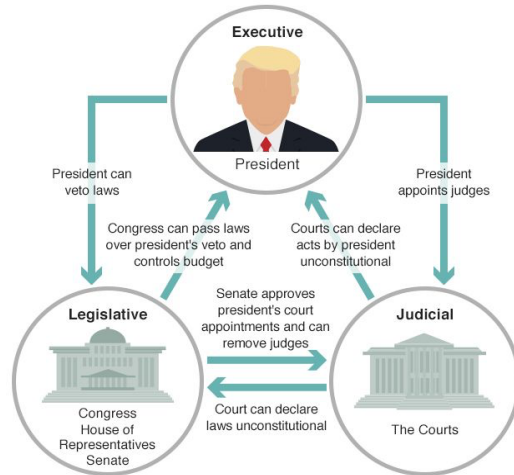 Executive
President
President can
veto laws
President
appoints judges
Congress can pass laws
over president's veto and
controls budget
Courts can declare
acts by president
unconstitutional
Legislative
Congress
House of
Representatives
Senate
Senate approves
president's court
appointments and can
remove judges
Court can declare
laws unconstitutional
Judicial
The Courts